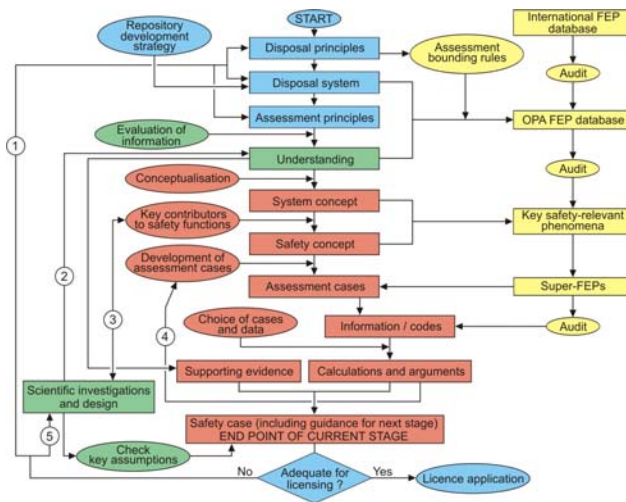 START
International FEP
database
Repository
development
strategy
Disposal principles
Assessment
bounding rules
Audit
Disposal system
Assessment principles
OPA FEP database
1
Evaluation of
information
Understanding
Audit
Conceptualisation
2
System concept
Key contributors
to safety functions
Key safety-relevant
phenomena
Safety concept
Development of
assessment cases
Assessment cases
Super-FEPs
3
4
Choice of cases
and data
Information / codes
Audit
Supporting evidence
Calculations and arguments
Scientific investigations
and design
5
Safety case (including guidance for next stage)
END POINT OF CURRENT STAGE
Check
key assumptions
No
Adequate for
licensing ?
Yes
Licence application